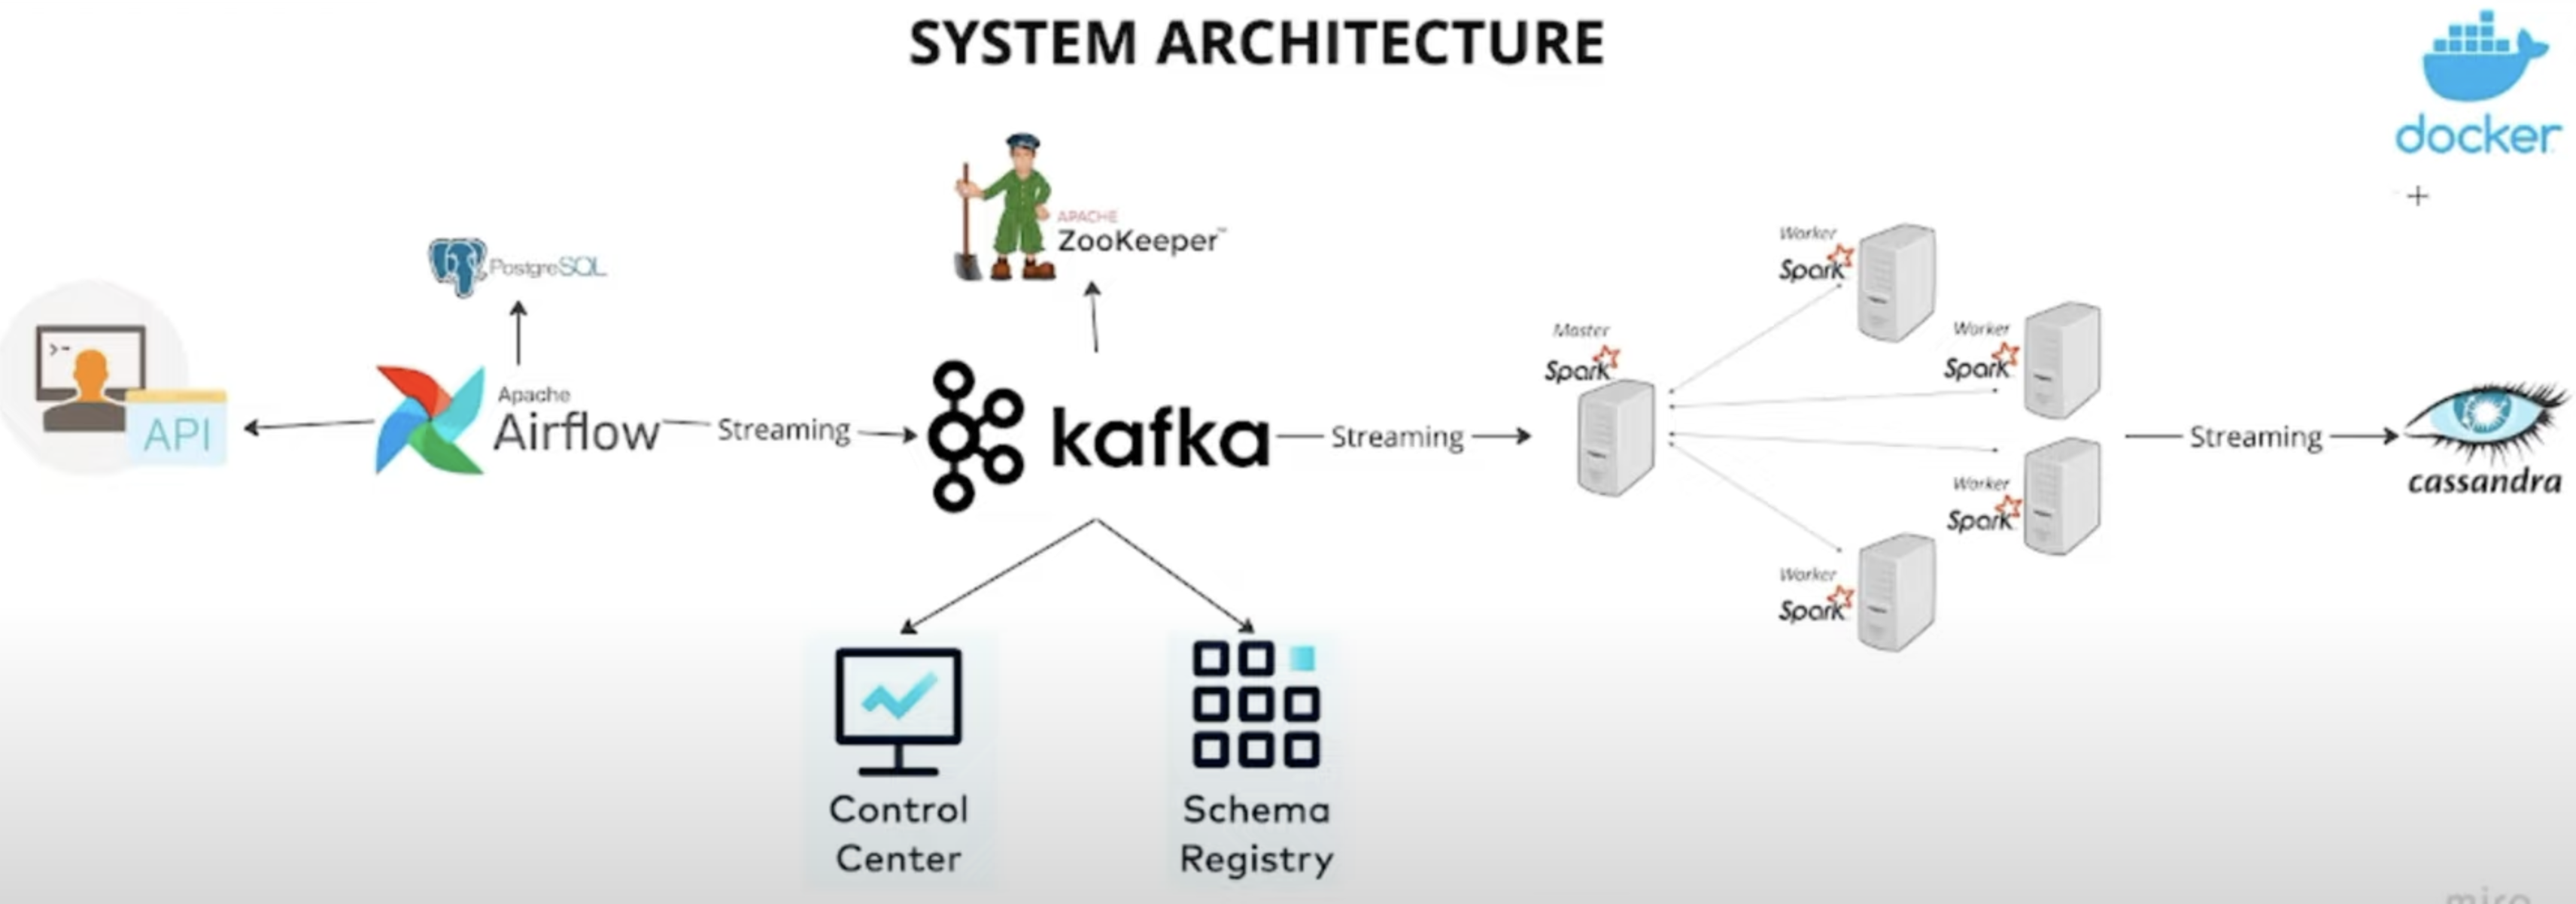 SYSTEM ARCHITECTURE
docker
APACHE
ZooKeeper™
PostgreSQL
>-
API
Apache
Airflow
Streaming
kafka
Streaming
Master
Spark
Worker
Spark
Worker
Spark
Worker
Spark
Worker
Spark
Streaming
cassandra
Control
Center
Schema
Registry
miro